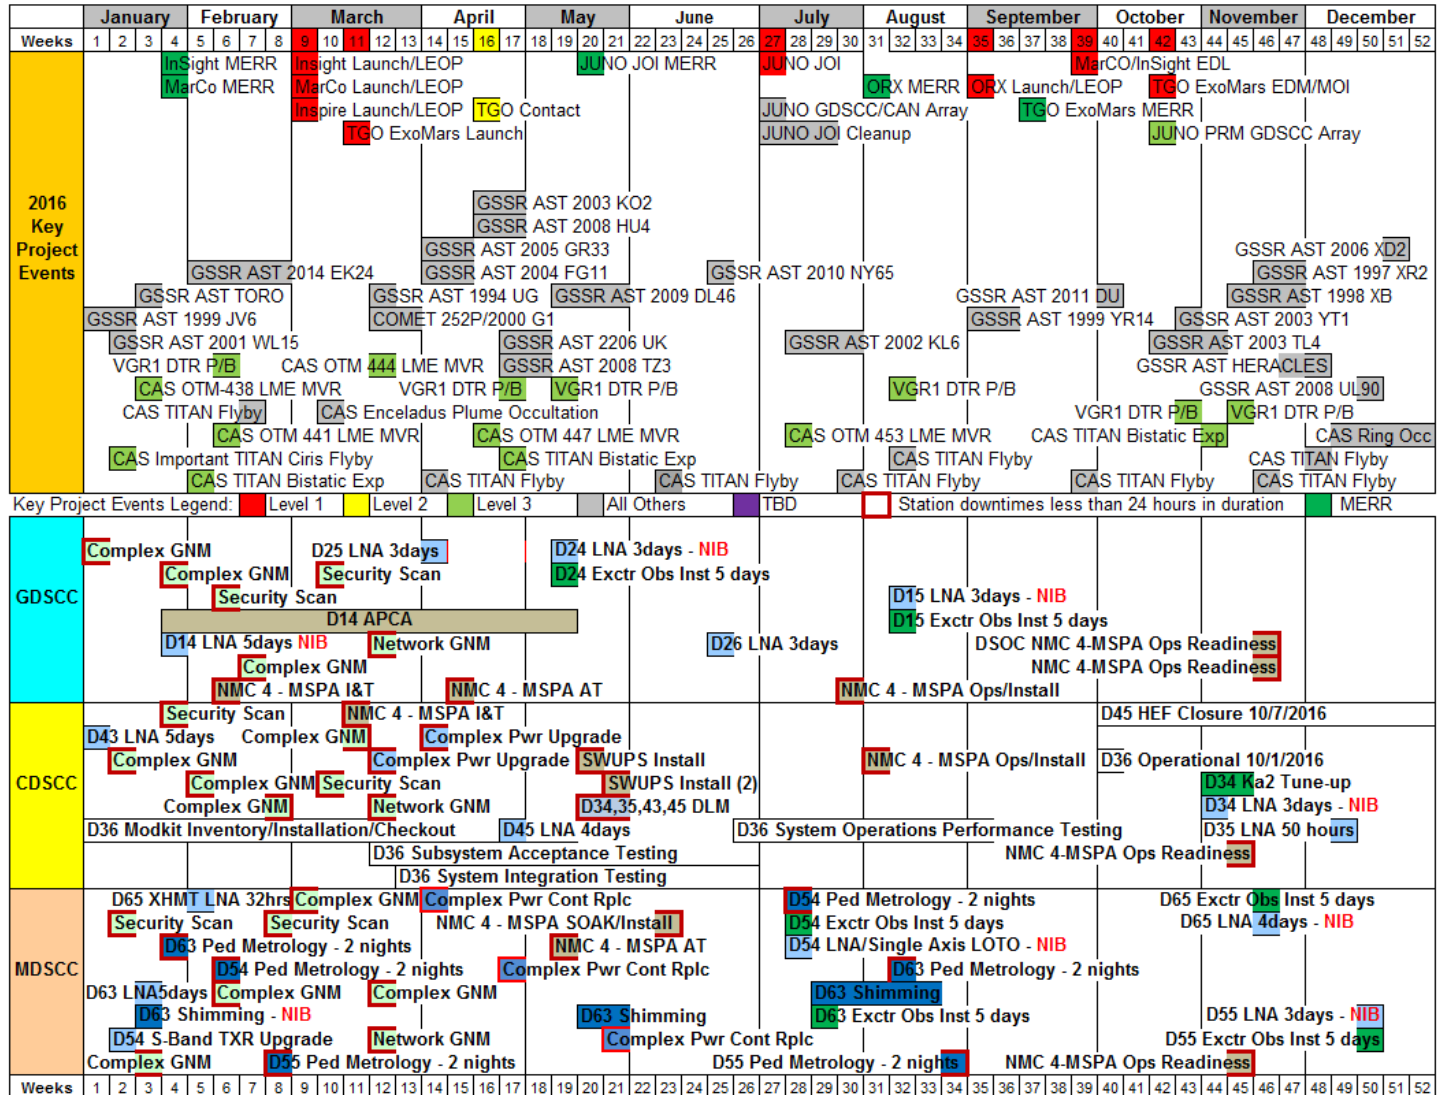 January February March April May June July August September October November December
Weeks 1 2 3 4 5 6 7 8 9 10 11 12 13 14 15 16 17 18 19 20 21 22 23 24 25 26 27 28 29 30 31 32 33 34 35 36 37 38 39 40 41 42 43 44 45 46 47 48 49 50 51 52
InSight MERR Insight Launch/LEOP JUNO JOI MERR JUNO JOI MarCO/InSight EDL
MarCo MERR MarCo Launch/LEOP ORX MERR ORX Launch/LEOP TGO ExoMars EDM/MOI
Inspire Launch/LEOP TGO Contact JUNO GDSCC/CAN Array TGO ExoMars MERR
TGO ExoMars Launch JUNO JOI Cleanup JUNO PRM GDSCC Array
2016
Key
Project
Events
GSSR AST 2003 KO2
GSSR AST 2008 HU4
GSSR AST 2005 GR33 GSSR AST 2006 XD2
GSSR AST 2014 EK24 GSSR AST 2004 FG11 GSSR AST 2010 NY65 GSSR AST 1997 XR2
GSSR AST TORO GSSR AST 1994 UG GSSR AST 2009 DL46 GSSR AST 2011 DU GSSR AST 1998 XB
GSSR AST 1999 JV6 COMET 252P/2000 G1 GSSR AST 1999 YR14 GSSR AST 2003 YT1
GSSR AST 2001 WL15 GSSR AST 2206 UK GSSR AST 2002 KL6 GSSR AST 2003 TL4
VGR1 DTR P/B CAS OTM 444 LME MVR GSSR AST 2008 TZ3 GSSR AST HERACLES
CAS OTM-438 LME MVR VGR1 DTR P/B VGR1 DTR P/B VGR1 DTR P/B GSSR AST 2008 UL90
CAS TITAN Flyby CAS Enceladus Plume Occultation VGR1 DTR P/B VGR1 DTR P/B
CAS OTM 441 LME MVR CAS OTM 447 LME MVR CAS OTM 453 LME MVR CAS TITAN Bistatic Exp CAS Ring Occ
CAS Important TITAN Ciris Flyby CAS TITAN Bistatic Exp CAS TITAN Flyby CAS TITAN Flyby
CAS TITAN Bistatic Exp CAS TITAN Flyby CAS TITAN Flyby CAS TITAN Flyby CAS TITAN Flyby CAS TITAN Flyby
Key Project Events Legend: Level 1 Level 2 Level 3 All Others TBD Station downtimes less than 24 hours in duration MERR
GDSCC
Complex GNM D25 LNA 3days D24 LNA 3days - NIB
Complex GNM Security Scan D24 Exctr Obs Inst 5 days
Security Scan D15 LNA 3days - NIB
D14 APCA D15 Exctr Obs Inst 5 days
D14 LNA 5days NIB Network GNM D26 LNA 3days DSOC NMC 4-MSPA Ops Readiness
Complex GNM NMC 4-MSPA Ops Readiness
NMC 4 - MSPA I&T NMC 4 - MSPA AT NMC 4 - MSPA Ops/Install
CDSCC
Security Scan NMC 4 - MSPA I&T D45 HEF Closure 10/7/2016
D43 LNA 5days Complex GNM Complex Pwr Upgrade
Complex GNM Complex Pwr Upgrade SWUPS Install NMC 4 - MSPA Ops/Install D36 Operational 10/1/2016
Complex GNM Security Scan SWUPS Install (2) D34 Ka2 Tune-up
Complex GNM Network GNM D34,35,43,45 DLM D34 LNA 3days - NIB
D36 Modkit Inventory/Installation/Checkout D45 LNA 4days D36 System Operations Performance Testing D35 LNA 50 hours
D36 Subsystem Acceptance Testing NMC 4-MSPA Ops Readiness
D36 System Integration Testing
MDSCC
D65 XHMT LNA 32hrs Complex GNM Complex Pwr Cont Rplc D54 Ped Metrology - 2 nights D65 Exctr Obs Inst 5 days
Security Scan Security Scan NMC 4 - MSPA SOAK/Install D54 Exctr Obs Inst 5 days D65 LNA 4days - NIB
D63 Ped Metrology - 2 nights NMC 4 - MSPA AT D54 LNA/Single Axis LOTO - NIB
D54 Ped Metrology - 2 nights Complex Pwr Cont Rplc D63 Ped Metrology - 2 nights
D63 LNA5days Complex GNM Complex GNM D63 Shimming
D63 Shimming - NIB D63 Shimming D63 Exctr Obs Inst 5 days D55 LNA 3days - NIB
D54 S-Band TXR Upgrade Network GNM Complex Pwr Cont Rplc D55 Exctr Obs Inst 5 days
Complex GNM D55 Ped Metrology - 2 nights D55 Ped Metrology - 2 nights NMC 4-MSPA Ops Readiness
Weeks 1 2 3 4 5 6 7 8 9 10 11 12 13 14 15 16 17 18 19 20 21 22 23 24 25 26 27 28 29 30 31 32 33 34 35 36 37 38 39 40 41 42 43 44 45 46 47 48 49 50 51 52